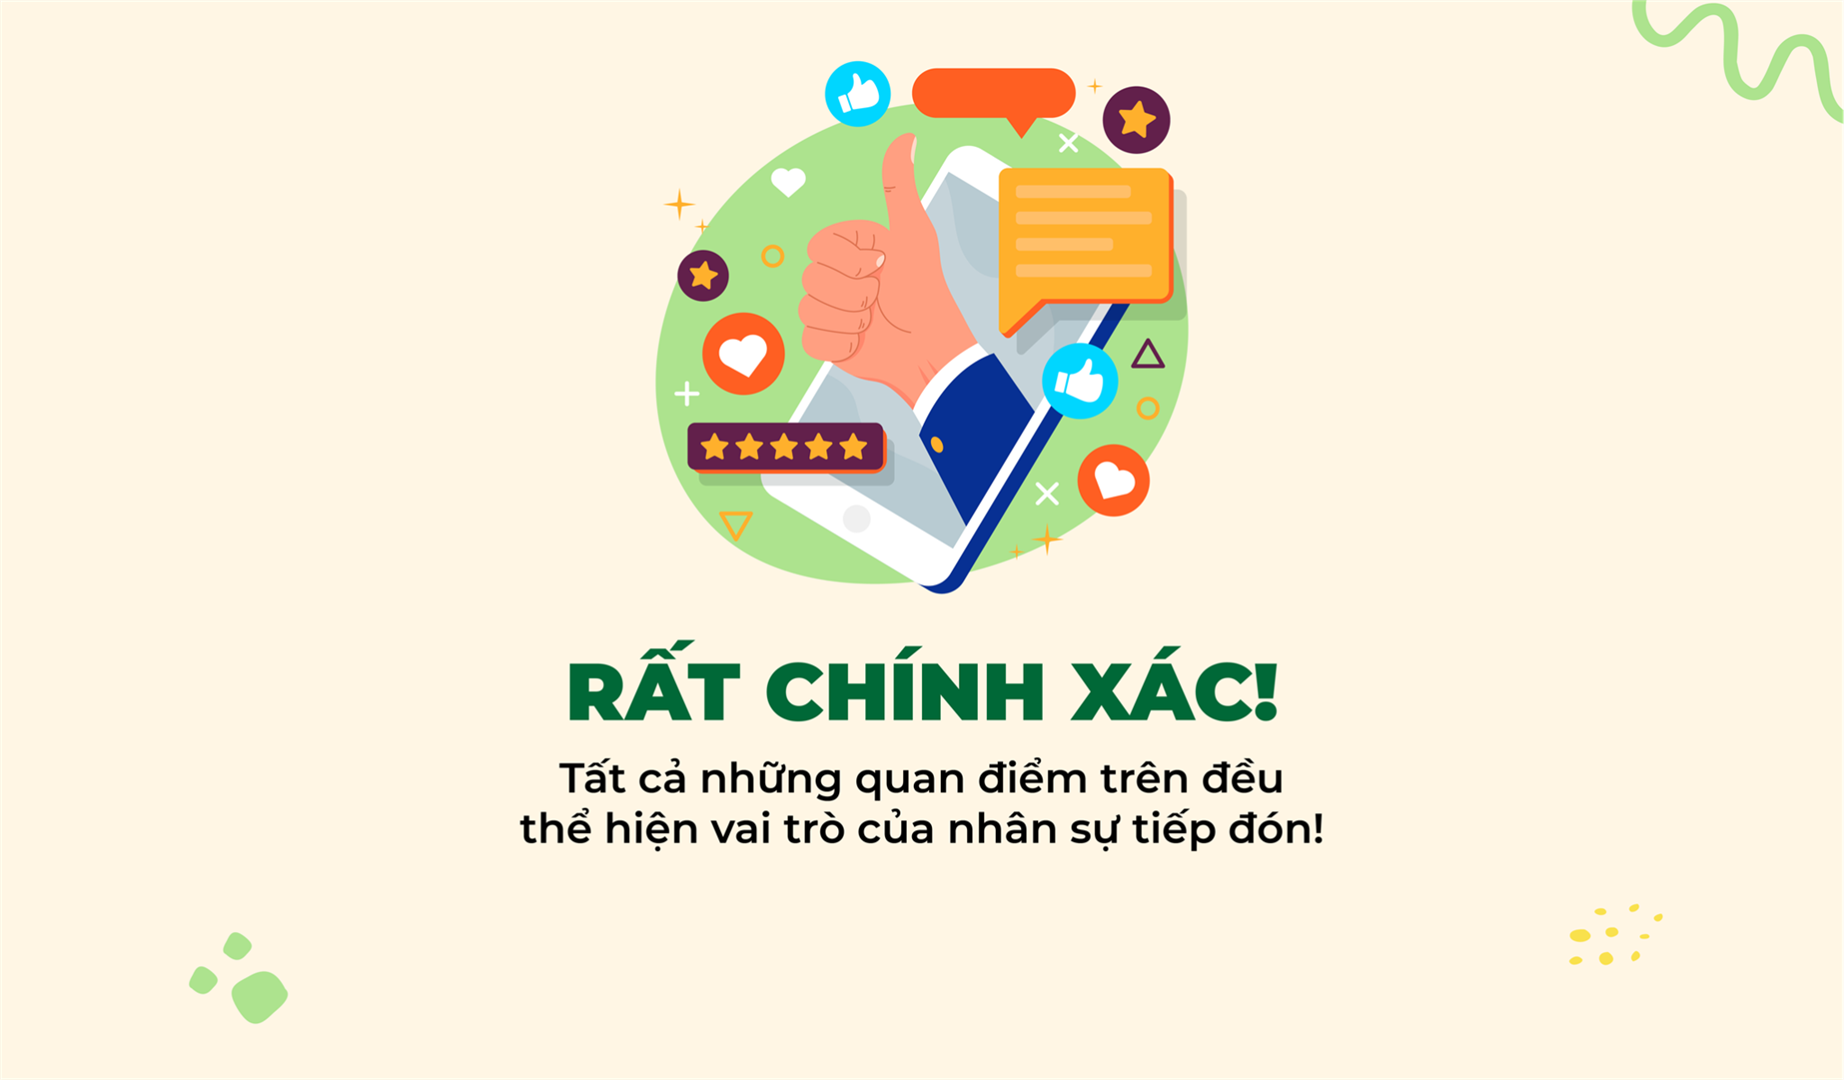 RẤT CHÍNH XÁC!
Tất cả những quan điểm trên đều
thể hiện vai trò của nhân sự tiếp đón!